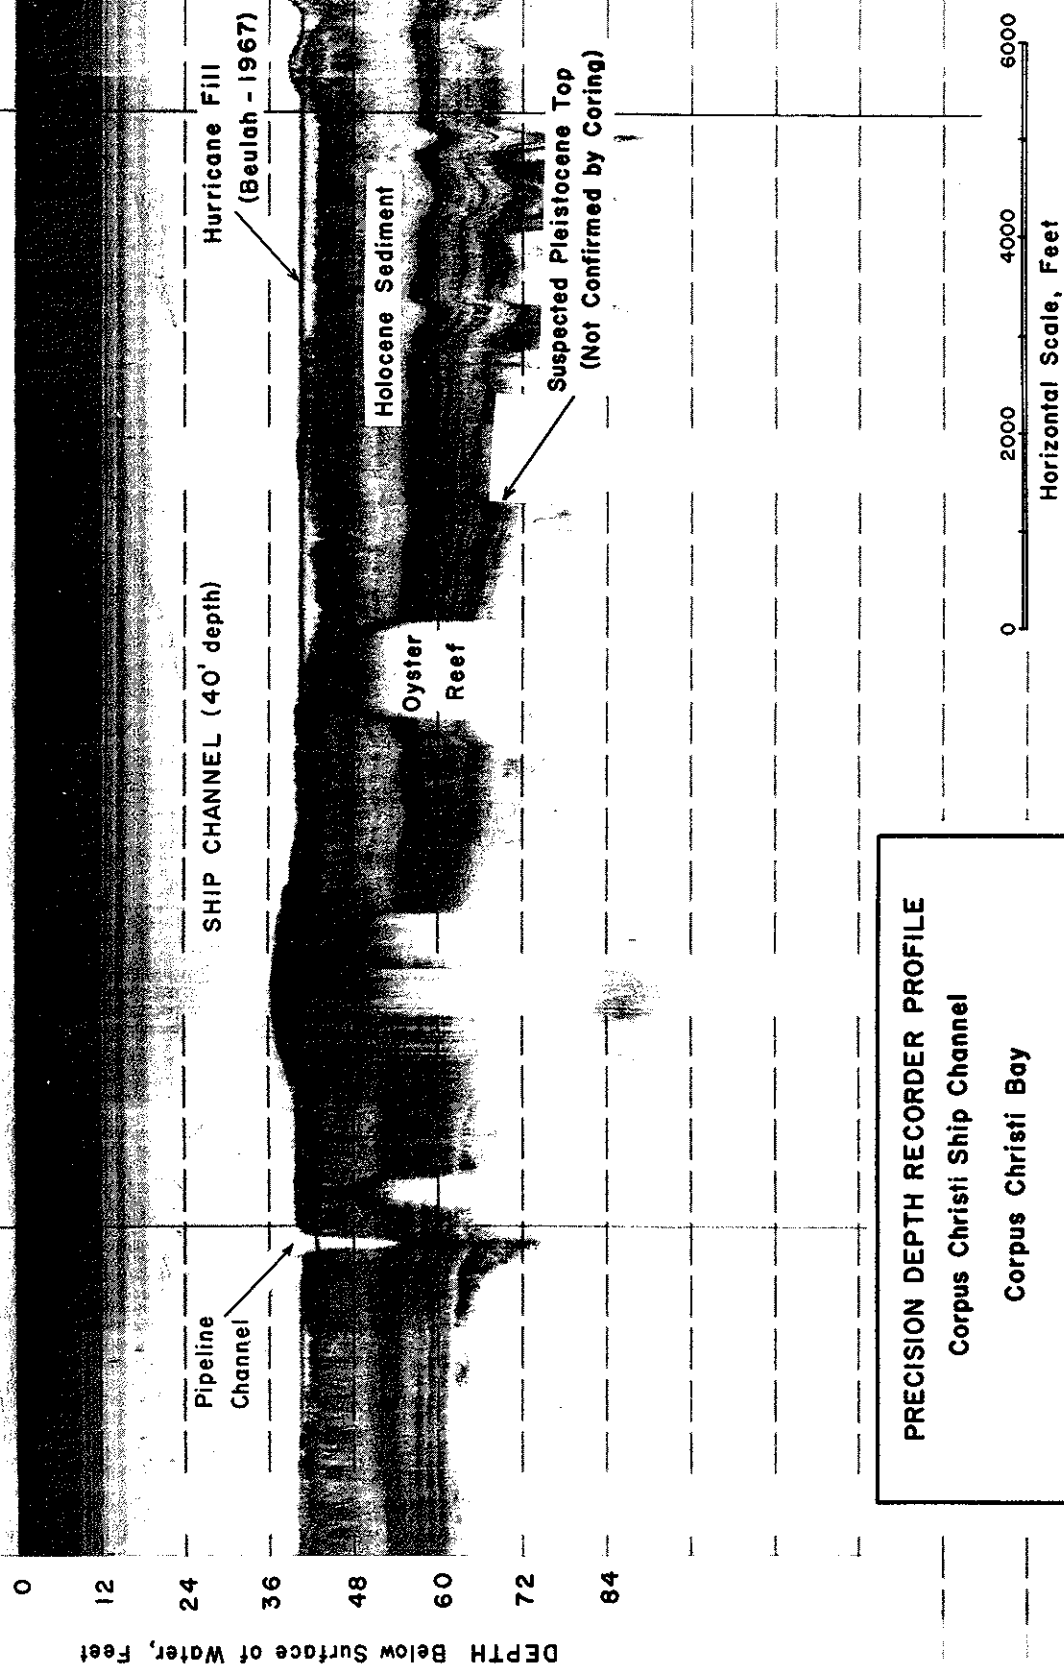 DEPTH Below Surface of Water, Feet
0
12
24
36
48
60
72
84
Pipeline
Channel
SHIP CHANNEL (40' depth)
Hurricane Fill
(Beulah-1967)
Holocene Sediment
Oyster
Reef
Suspected Pleistocene Top
(Not Confirmed by Coring)
0 2000 4000 6000
Horizontal Scale, Feet
PRECISION DEPTH RECORDER PROFILE
Corpus Christi Ship Channel
Corpus Christi Bay